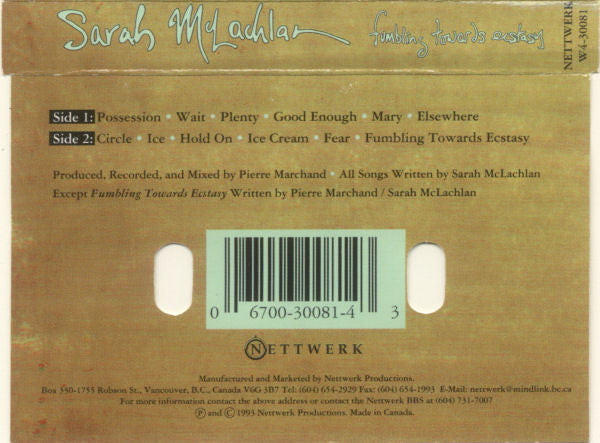 Sarah McLachlan fumbling towards ecstasy
NETTWERK
W4-30081
Side 1: Possession • Wait • Plenty • Good Enough • Mary • Elsewhere
Side 2: Circle • Ice • Hold On • Ice Cream • Fear • Fumbling Towards Ecstasy
Produced, Recorded, and Mixed by Pierre Marchand • All Songs Written by Sarah McLachlan
Except Fumbling Towards Ecstasy Written by Pierre Marchand / Sarah McLachlan
0 6700-30081-4 3
NETTWERK
Manufactured and Marketed by Nettwerk Productions.
Box 330-1755 Robson St., Vancouver, B.C., Canada V6G 3B7 Tel: (604) 654-2929 Fax: (604) 654-1993 E-Mail: nettwerk@mindlink.bc.ca
For more information contact the above address or contact the Nettwerk BBS at (604) 731-7007
Ⓟ and © 1993 Nettwerk Productions. Made in Canada.